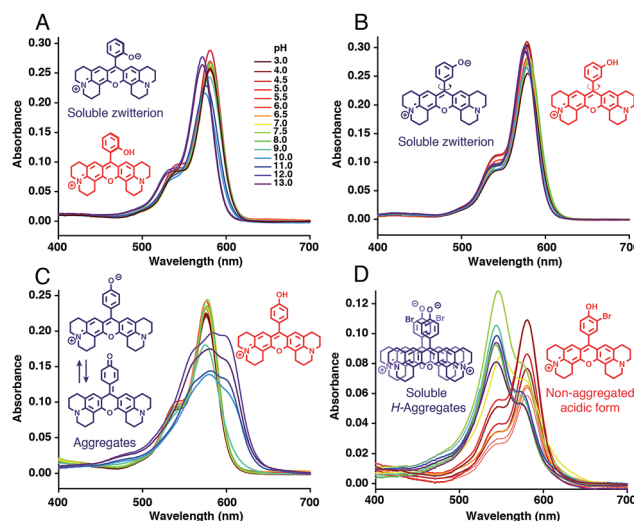 A
0.30
0.25
0.20
0.15
0.10
0.05
0.00
Absorbance
400
500
600
700
Wavelength (nm)
O⊖
N
⊕
O
N
Soluble zwitterion
OH
N
⊕
O
N
pH
3.0
4.0
4.5
5.0
5.5
6.0
6.5
7.0
7.5
8.0
9.0
10.0
11.0
12.0
13.0
B
0.30
0.25
0.20
0.15
0.10
0.05
0.00
Absorbance
400
500
600
700
Wavelength (nm)
O⊖
N
⊕
O
N
Soluble zwitterion
OH
N
⊕
O
N
C
0.25
0.20
0.15
0.10
0.05
0.00
Absorbance
400
500
600
700
Wavelength (nm)
O⊖
N
⊕
O
N
O
N
O
N
Aggregates
OH
N
⊕
O
N
D
0.12
0.10
0.08
0.06
0.04
0.02
0.00
Absorbance
400
500
600
700
Wavelength (nm)
⊖ ⊖
O O
Br
Br
N
⊕
N
Soluble
H-Aggregates
OH
Br
N
⊕
O
N
Non-aggregated
acidic form